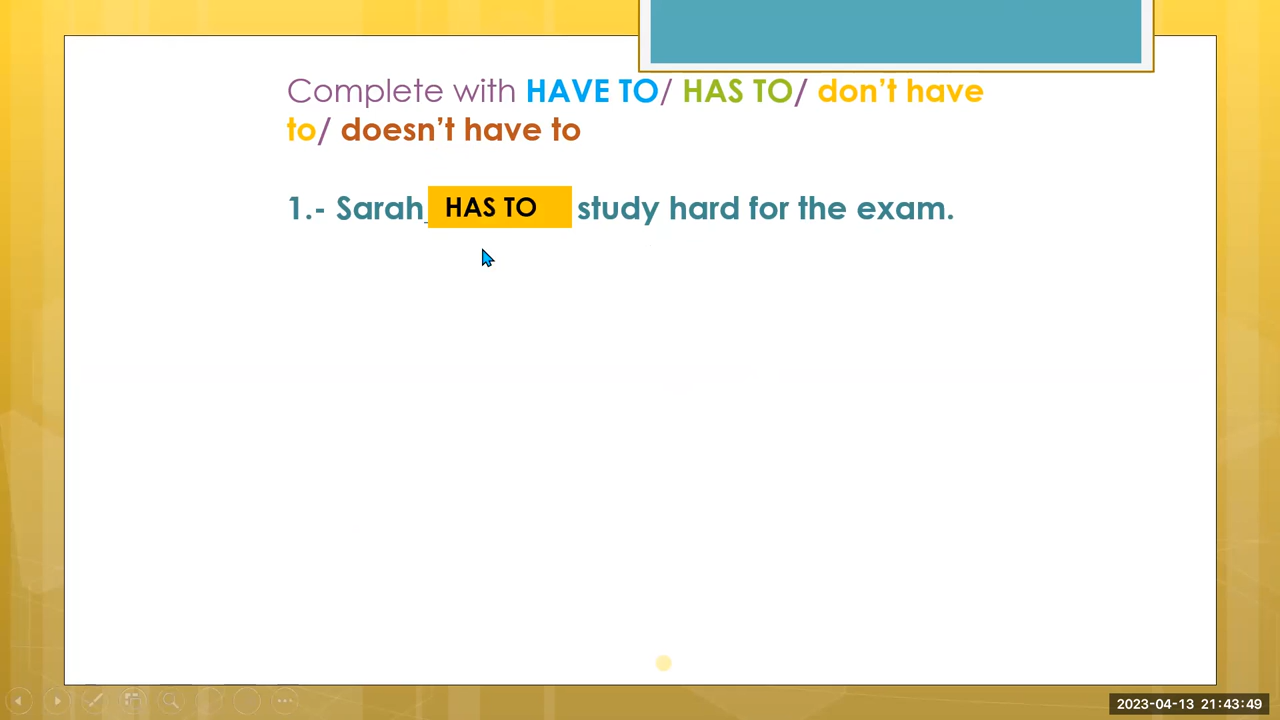 Complete with HAVE TO/ HAS TO/ don’t have
to/ doesn’t have to
1.- Sarah_ HAS TO study hard for the exam.
2023-04-13 21:43:49